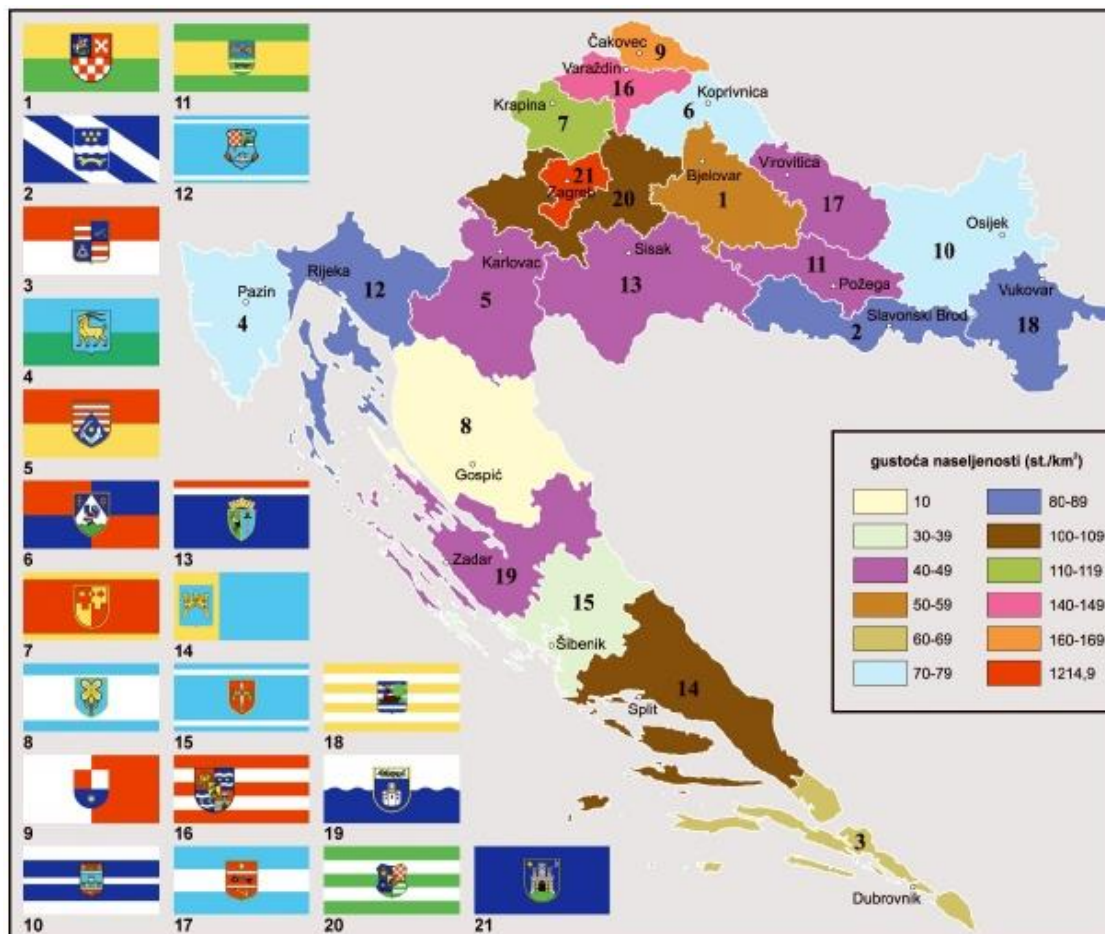 1
11
2
12
3
4
5
6
13
7
14
8
15
18
9
16
19
10
17
20
21
Čakovec
9
Varaždin
16
Koprivnica
6
Krapina
7
Virovitica
21
Zagreb
20
Bjelovar
1
17
Osijek
10
Rijeka
12
Pazin
4
Karlovac
5
Sisak
13
11
Požega
Vukovar
18
Slavonski Brod
2
8
Gospić
Zadar
19
15
Šibenik
14
Split
3
Dubrovnik
gustoća naseljenosti (st./km²)
10
80-89
30-39
100-109
40-49
110-119
50-59
140-149
60-69
160-169
70-79
1214,9